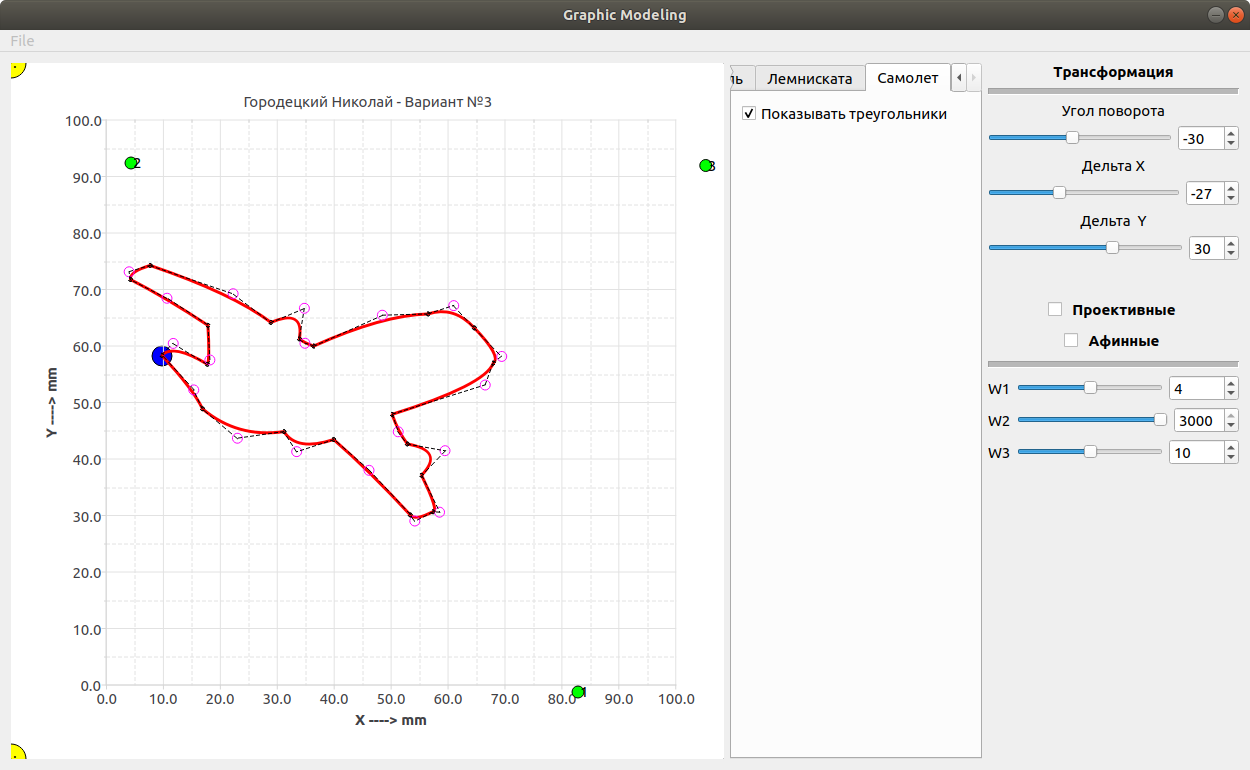 Graphic Modeling
File
Городецкий Николай - Вариант №3
100.0
90.0
80.0
70.0
60.0
50.0
40.0
30.0
20.0
10.0
0.0
Y ----> mm
0.0 10.0 20.0 30.0 40.0 50.0 60.0 70.0 80.0 90.0 100.0
X ----> mm
2
3
1
ль Лемниската Самолет
Показывать треугольники
Трансформация
Угол поворота
-30
Дельта X
-27
Дельта Y
30
Проективные
Афинные
W1 4
W2 3000
W3 10